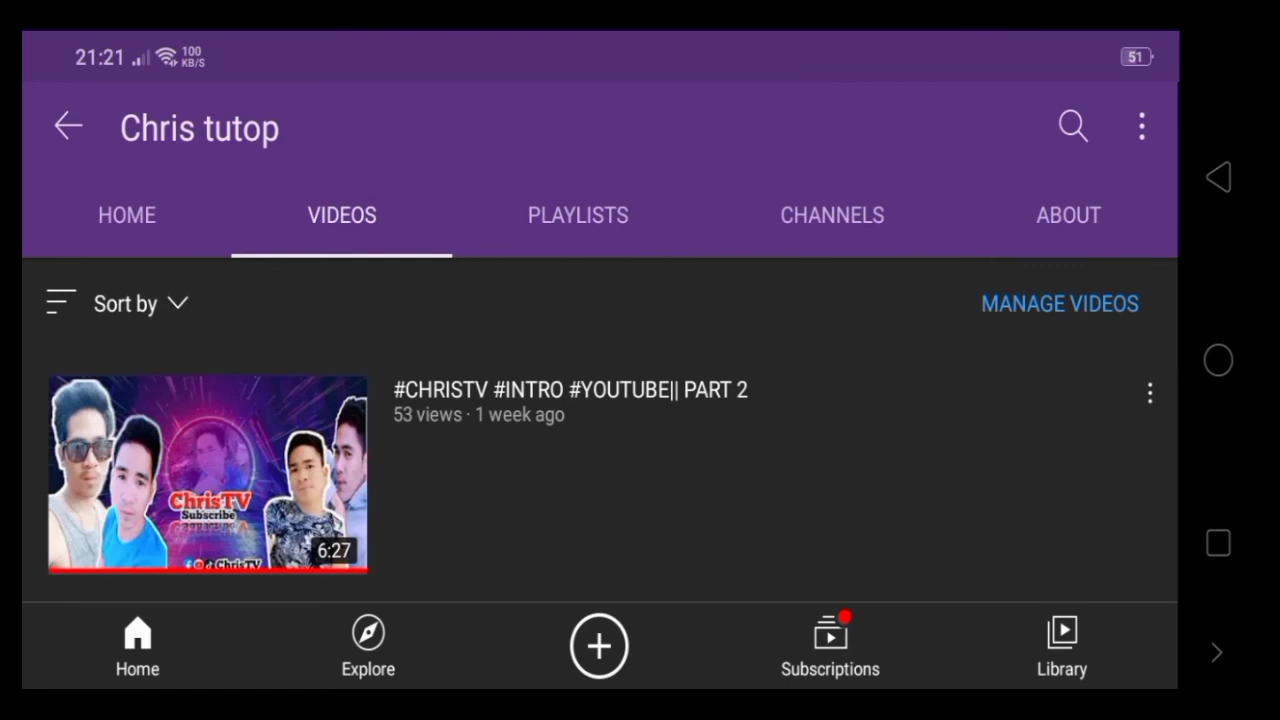 21:21
100
KB/S
51
Chris tutop
HOME
VIDEOS
PLAYLISTS
CHANNELS
ABOUT
Sort by
MANAGE VIDEOS
#CHRISTV #INTRO #YOUTUBE|| PART 2
53 views · 1 week ago
ChrisTV
Subscribe
ChrisTV
6:27
Home
Explore
Subscriptions
Library